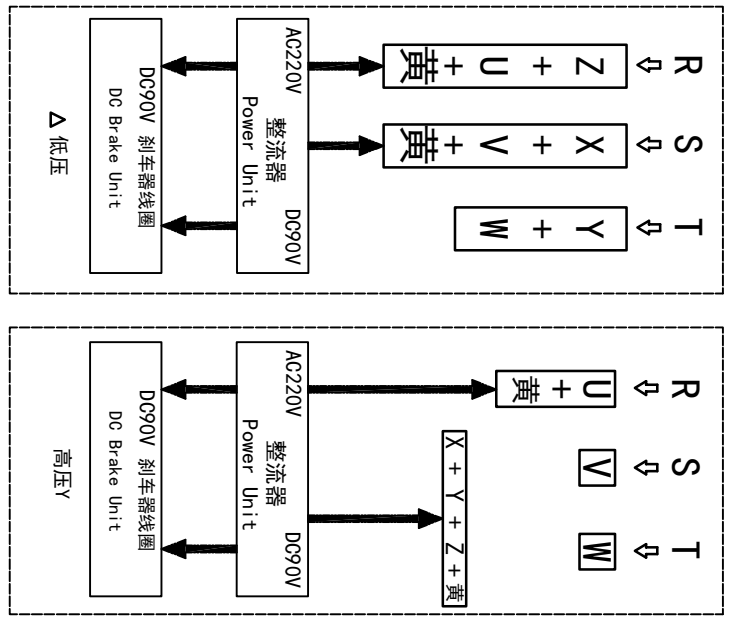 R S T
Z + U + 黄
X + V + 黄
Y + W
AC220V DC90V
整流器
Power Unit
DC90V 刹车器线圈
DC Brake Unit
Δ 低压
R S T
U + 黄
V
W
X + Y + Z + 黄
AC220V DC90V
整流器
Power Unit
DC90V 刹车器线圈
DC Brake Unit
高压Y